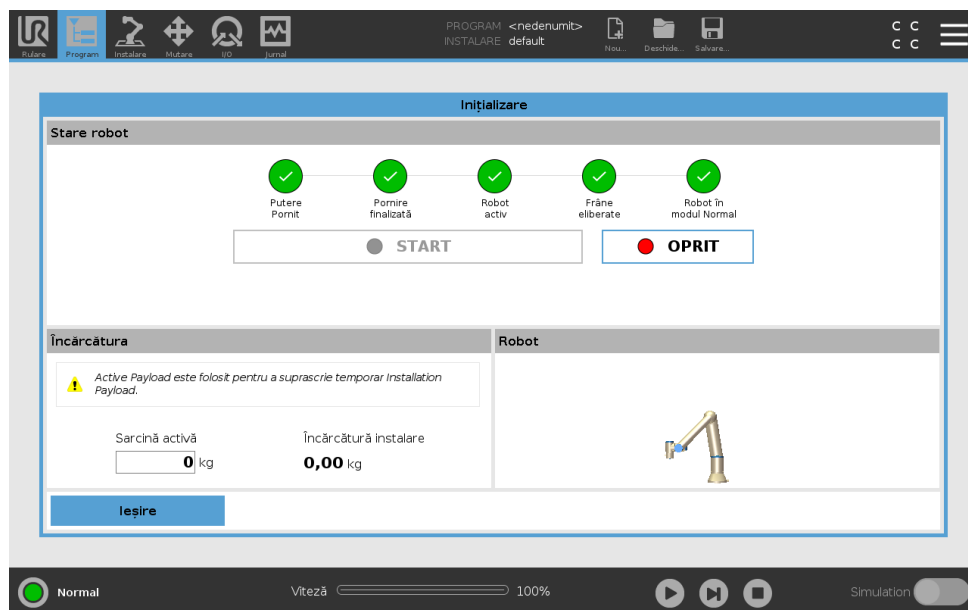 UR
PROGRAM <nedenumit>
INSTALARE default
Rulare Program Instalare Mutare I/O Jurnal Nou... Deschide... Salvare...
C C
C C
Inițializare
Stare robot
Putere Pornit
Pornire finalizată
Robot activ
Frâne eliberate
Robot în modul Normal
START
OPRIT
Încărcătura
Robot
Active Payload este folosit pentru a suprascrie temporar Installation
Payload.
Sarcină activă
Încărcătură instalare
0 kg
0,00 kg
Ieșire
Normal
Viteză 100%
Simulation